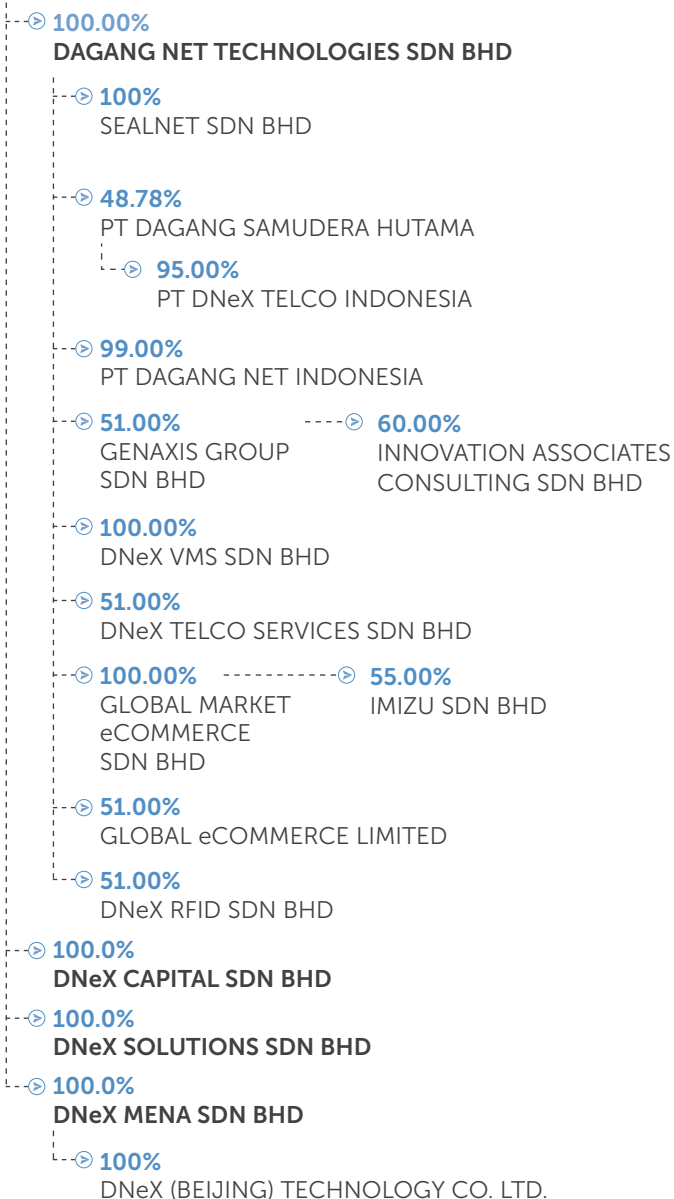 100.00%
DAGANG NET TECHNOLOGIES SDN BHD
100%
SEALNET SDN BHD
48.78%
PT DAGANG SAMUDERA HUTAMA
95.00%
PT DNeX TELCO INDONESIA
99.00%
PT DAGANG NET INDONESIA
51.00%
GENAXIS GROUP
SDN BHD
60.00%
INNOVATION ASSOCIATES
CONSULTING SDN BHD
100.00%
DNeX VMS SDN BHD
51.00%
DNeX TELCO SERVICES SDN BHD
100.00%
GLOBAL MARKET
eCOMMERCE
SDN BHD
55.00%
IMIZU SDN BHD
51.00%
GLOBAL eCOMMERCE LIMITED
51.00%
DNeX RFID SDN BHD
100.0%
DNeX CAPITAL SDN BHD
100.0%
DNeX SOLUTIONS SDN BHD
100.0%
DNeX MENA SDN BHD
100%
DNeX (BEIJING) TECHNOLOGY CO. LTD.